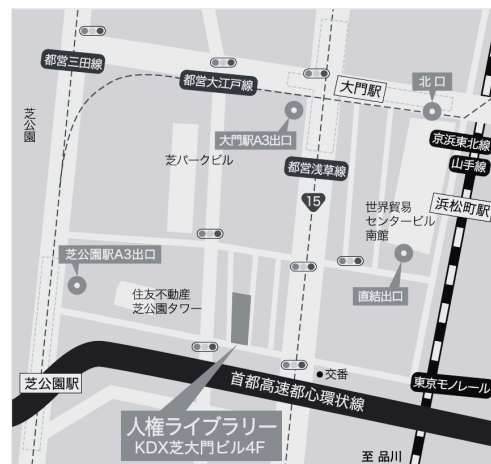 都営三田線
都営大江戸線
大門駅
北口
芝公園
大門駅A3出口
京浜東北線
山手線
芝パークビル
都営浅草線
15
世界貿易
センタービル
南館
浜松町駅
芝公園駅A3出口
住友不動産
芝公園タワー
直結出口
芝公園駅
交番
首都高速都心環状線
東京モノレール
人権ライブラリー
KDX芝大門ビル4F
至 品川